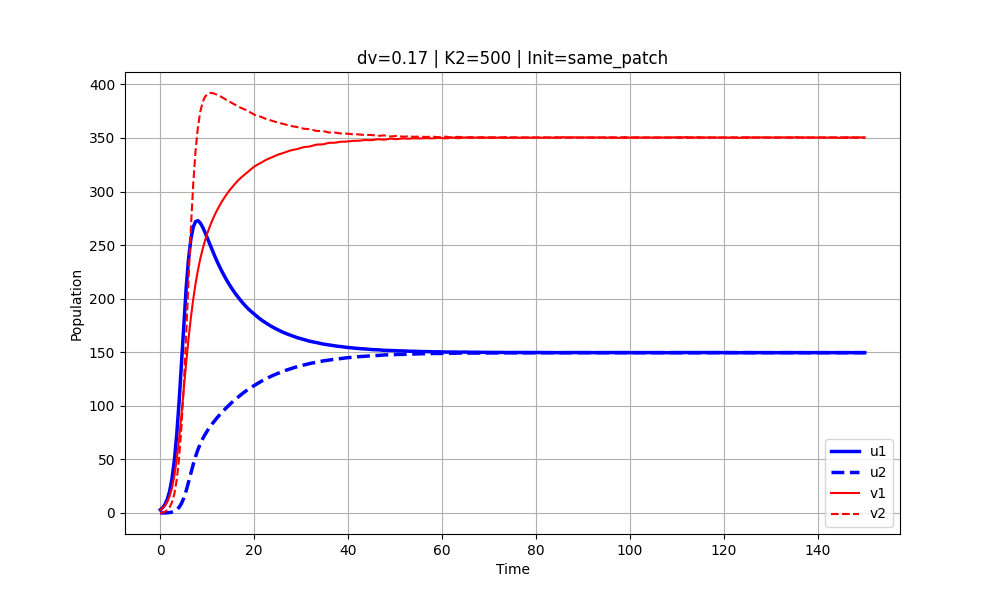 dv=0.17 | K2=500 | Init=same_patch
400
350
300
250
200
150
100
50
0
Population
0 20 40 60 80 100 120 140
Time
u1
u2
v1
v2